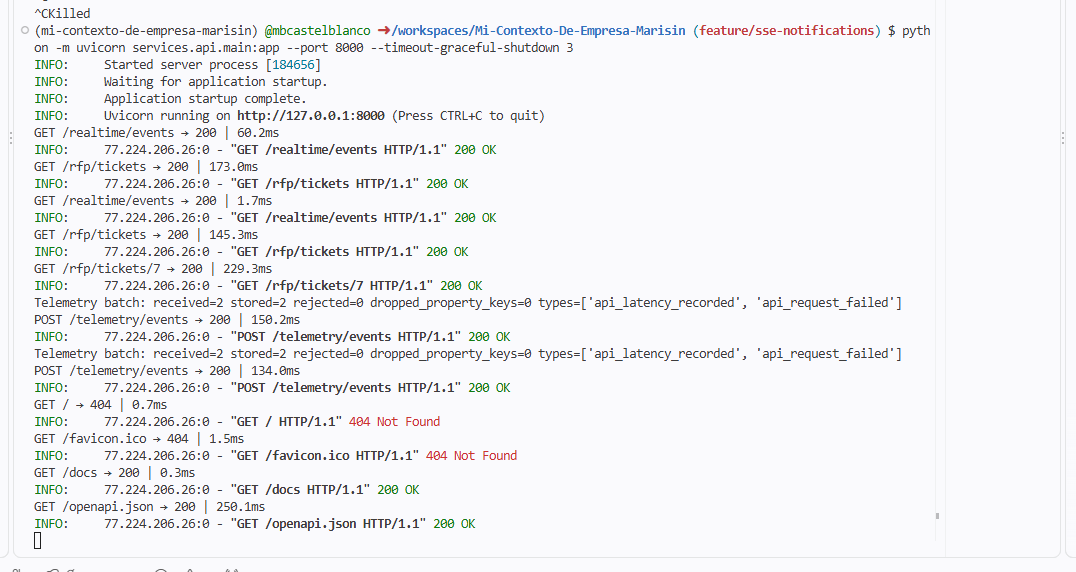 ^CKilled
(mi-contexto-de-empresa-marisin) @mbcastelblanco ➜/workspaces/Mi-Contexto-De-Empresa-Marisin (feature/sse-notifications) $ pyth
on -m uvicorn services.api.main:app --port 8000 --timeout-graceful-shutdown 3
INFO:     Started server process [184656]
INFO:     Waiting for application startup.
INFO:     Application startup complete.
INFO:     Uvicorn running on http://127.0.0.1:8000 (Press CTRL+C to quit)
GET /realtime/events → 200 | 60.2ms
INFO:     77.224.206.26:0 - "GET /realtime/events HTTP/1.1" 200 OK
GET /rfp/tickets → 200 | 173.0ms
INFO:     77.224.206.26:0 - "GET /rfp/tickets HTTP/1.1" 200 OK
GET /realtime/events → 200 | 1.7ms
INFO:     77.224.206.26:0 - "GET /realtime/events HTTP/1.1" 200 OK
GET /rfp/tickets → 200 | 145.3ms
INFO:     77.224.206.26:0 - "GET /rfp/tickets HTTP/1.1" 200 OK
GET /rfp/tickets/7 → 200 | 229.3ms
INFO:     77.224.206.26:0 - "GET /rfp/tickets/7 HTTP/1.1" 200 OK
Telemetry batch: received=2 stored=2 rejected=0 dropped_property_keys=0 types=['api_latency_recorded', 'api_request_failed']
POST /telemetry/events → 200 | 150.2ms
INFO:     77.224.206.26:0 - "POST /telemetry/events HTTP/1.1" 200 OK
Telemetry batch: received=2 stored=2 rejected=0 dropped_property_keys=0 types=['api_latency_recorded', 'api_request_failed']
POST /telemetry/events → 200 | 134.0ms
INFO:     77.224.206.26:0 - "POST /telemetry/events HTTP/1.1" 200 OK
GET / → 404 | 0.7ms
INFO:     77.224.206.26:0 - "GET / HTTP/1.1" 404 Not Found
GET /favicon.ico → 404 | 1.5ms
INFO:     77.224.206.26:0 - "GET /favicon.ico HTTP/1.1" 404 Not Found
GET /docs → 200 | 0.3ms
INFO:     77.224.206.26:0 - "GET /docs HTTP/1.1" 200 OK
GET /openapi.json → 200 | 250.1ms
INFO:     77.224.206.26:0 - "GET /openapi.json HTTP/1.1" 200 OK